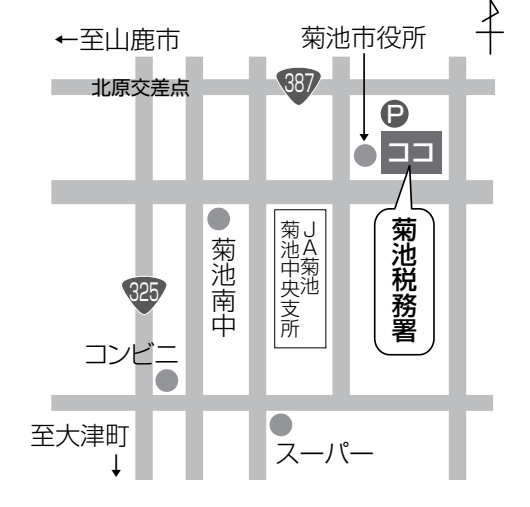 ←至山鹿市
菊池市役所
北原交差点
387
P
ココ
菊池税務署
JA菊池
菊池中央支所
菊池南中
325
コンビニ
至大津町
スーパー